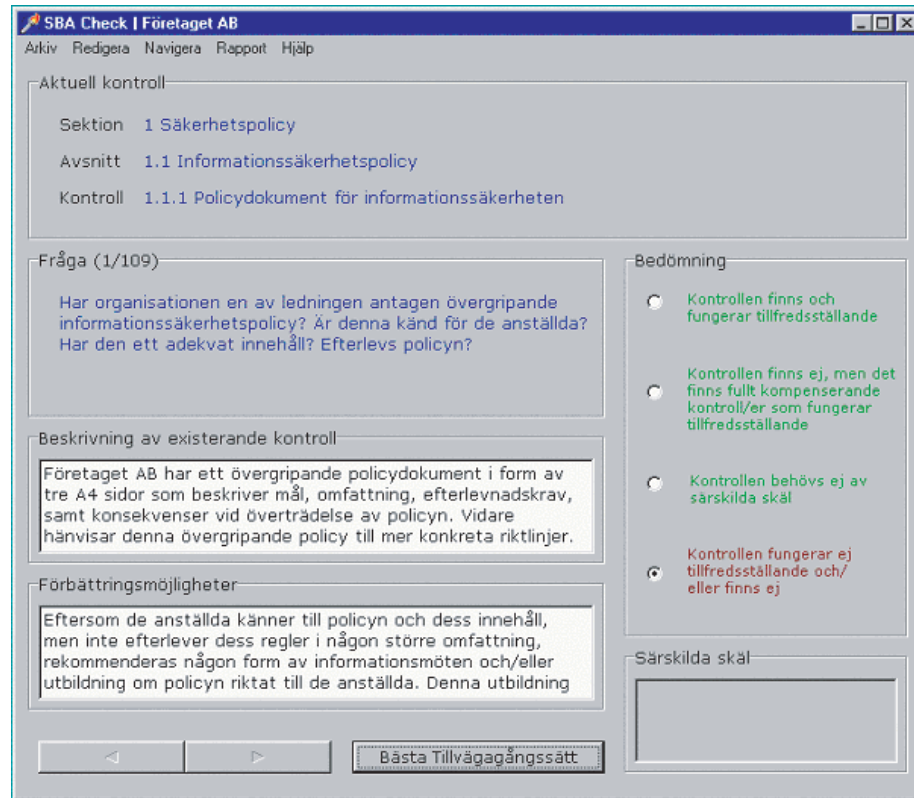 SBA Check | Företaget AB
Arkiv Redigera Navigera Rapport Hjälp
Aktuell kontroll
Sektion 1 Säkerhetspolicy
Avsnitt 1.1 Informationssäkerhetspolicy
Kontroll 1.1.1 Policydokument för informationssäkerheten
Fråga (1/109)
Har organisationen en av ledningen antagen övergripande
informationssäkerhetspolicy? Är denna känd för de anställda?
Har den ett adekvat innehåll? Efterlevs policyn?
Beskrivning av existerande kontroll
Företaget AB har ett övergripande policydokument i form av
tre A4 sidor som beskriver mål, omfattning, efterlevnadskrav,
samt konsekvenser vid överträdelse av policyn. Vidare
hänvisar denna övergripande policy till mer konkreta riktlinjer.
Förbättringsmöjligheter
Eftersom de anställda känner till policyn och dess innehåll,
men inte efterlever dess regler i någon större omfattning,
rekommenderas någon form av informationsmöten och/eller
utbildning om policyn riktat till de anställda. Denna utbildning
Bästa Tillvägagångssätt
Bedömning
Kontrollen finns och
fungerar tillfredsställande
Kontrollen finns ej, men det
finns fullt kompenserande
kontroll/er som fungerar
tillfredsställande
Kontrollen behövs ej av
särskilda skäl
Kontrollen fungerar ej
tillfredsställande och/
eller finns ej
Särskilda skäl